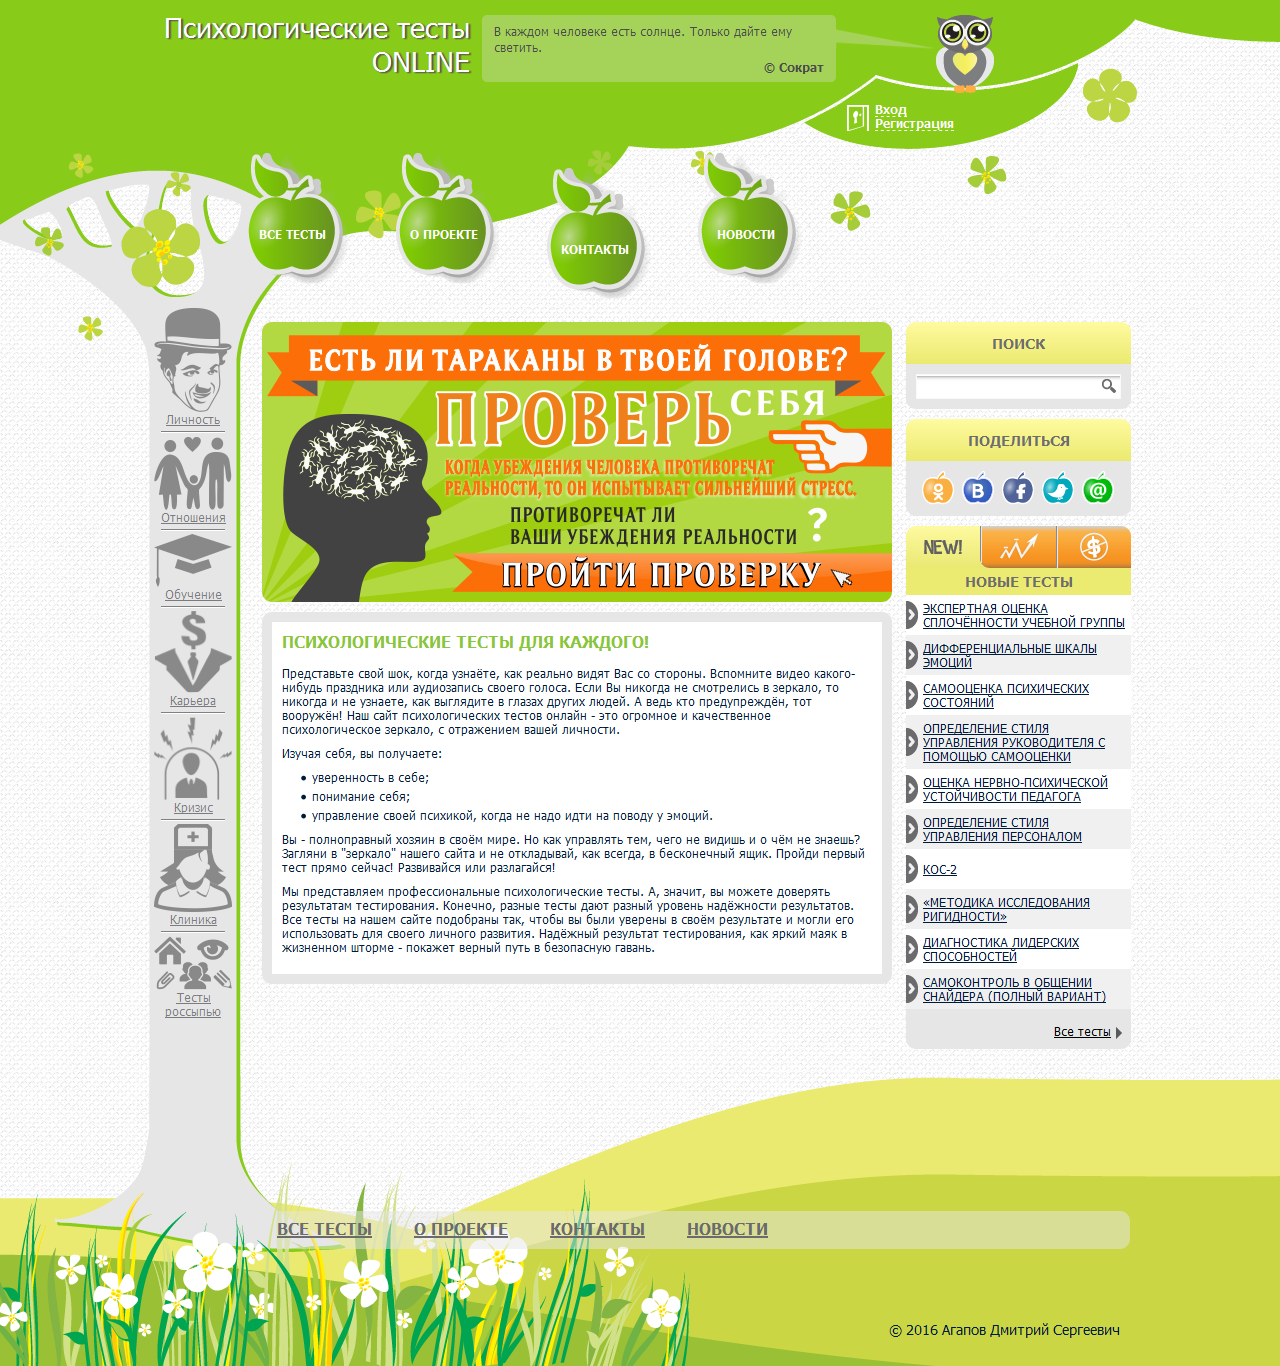 Психологические тесты
ONLINE
В каждом человеке есть солнце. Только дайте ему
светить.
© Сократ
Вход
Регистрация
ВСЕ ТЕСТЫ
О ПРОЕКТЕ
КОНТАКТЫ
НОВОСТИ
Личность
Отношения
Обучение
Карьера
Кризис
Клиника
Тесты
россыпью
ЕСТЬ ЛИ ТАРАКАНЫ В ТВОЕЙ ГОЛОВЕ?
ПРОВЕРЬ СЕБЯ
КОГДА УБЕЖДЕНИЯ ЧЕЛОВЕКА ПРОТИВОРЕЧАТ
РЕАЛЬНОСТИ, ТО ОН ИСПЫТЫВАЕТ СИЛЬНЕЙШИЙ СТРЕСС.
ПРОТИВОРЕЧАТ ЛИ
ВАШИ УБЕЖДЕНИЯ РЕАЛЬНОСТИ ?
ПРОЙТИ ПРОВЕРКУ
ПСИХОЛОГИЧЕСКИЕ ТЕСТЫ ДЛЯ КАЖДОГО!
Представьте свой шок, когда узнаёте, как реально видят Вас со стороны. Вспомните видео какого-
нибудь праздника или аудиозапись своего голоса. Если Вы никогда не смотрелись в зеркало, то
никогда и не узнаете, как выглядите в глазах других людей. А ведь кто предупреждён, тот
вооружён! Наш сайт психологических тестов онлайн - это огромное и качественное
психологическое зеркало, с отражением вашей личности.
Изучая себя, вы получаете:
• уверенность в себе;
• понимание себя;
• управление своей психикой, когда не надо идти на поводу у эмоций.
Вы - полноправный хозяин в своём мире. Но как управлять тем, чего не видишь и о чём не знаешь?
Загляни в "зеркало" нашего сайта и не откладывай, как всегда, в бесконечный ящик. Пройди первый
тест прямо сейчас! Развивайся или разлагайся!
Мы представляем профессиональные психологические тесты. А, значит, вы можете доверять
результатам тестирования. Конечно, разные тесты дают разный уровень надёжности результатов.
Все тесты на нашем сайте подобраны так, чтобы вы были уверены в своём результате и могли его
использовать для своего личного развития. Надёжный результат тестирования, как яркий маяк в
жизненном шторме - покажет верный путь в безопасную гавань.
ПОИСК
ПОДЕЛИТЬСЯ
NEW!
НОВЫЕ ТЕСТЫ
ЭКСПЕРТНАЯ ОЦЕНКА
СПЛОЧЁННОСТИ УЧЕБНОЙ ГРУППЫ
ДИФФЕРЕНЦИАЛЬНЫЕ ШКАЛЫ
ЭМОЦИЙ
САМООЦЕНКА ПСИХИЧЕСКИХ
СОСТОЯНИЙ
ОПРЕДЕЛЕНИЕ СТИЛЯ
УПРАВЛЕНИЯ РУКОВОДИТЕЛЯ С
ПОМОЩЬЮ САМООЦЕНКИ
ОЦЕНКА НЕРВНО-ПСИХИЧЕСКОЙ
УСТОЙЧИВОСТИ ПЕДАГОГА
ОПРЕДЕЛЕНИЕ СТИЛЯ
УПРАВЛЕНИЯ ПЕРСОНАЛОМ
КОС-2
«МЕТОДИКА ИССЛЕДОВАНИЯ
РИГИДНОСТИ»
ДИАГНОСТИКА ЛИДЕРСКИХ
СПОСОБНОСТЕЙ
САМОКОНТРОЛЬ В ОБЩЕНИИ
СНАЙДЕРА (ПОЛНЫЙ ВАРИАНТ)
Все тесты
ВСЕ ТЕСТЫ
О ПРОЕКТЕ
КОНТАКТЫ
НОВОСТИ
© 2016 Агапов Дмитрий Сергеевич